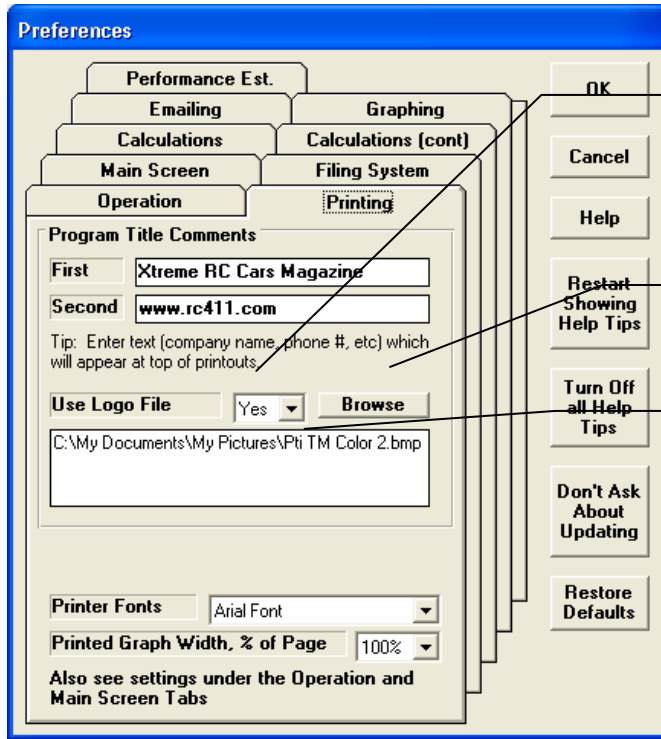 Preferences
Performance Est.
Emailing
Graphing
Calculations
Calculations (cont)
Main Screen
Filing System
Operation
Printing
Program Title Comments
First
Xtreme RC Cars Magazine
Second
www.rc411.com
Tip: Enter text (company name, phone #, etc) which
will appear at top of printouts.
Use Logo File
Yes
Browse
C:\My Documents\My Pictures\Pti TM Color 2.bmp
Printer Fonts
Arial Font
Printed Graph Width, % of Page
100%
Also see settings under the Operation and
Main Screen Tabs
OK
Cancel
Help
Restart
Showing
Help Tips
Turn Off
all Help
Tips
Don't Ask
About
Updating
Restore
Defaults